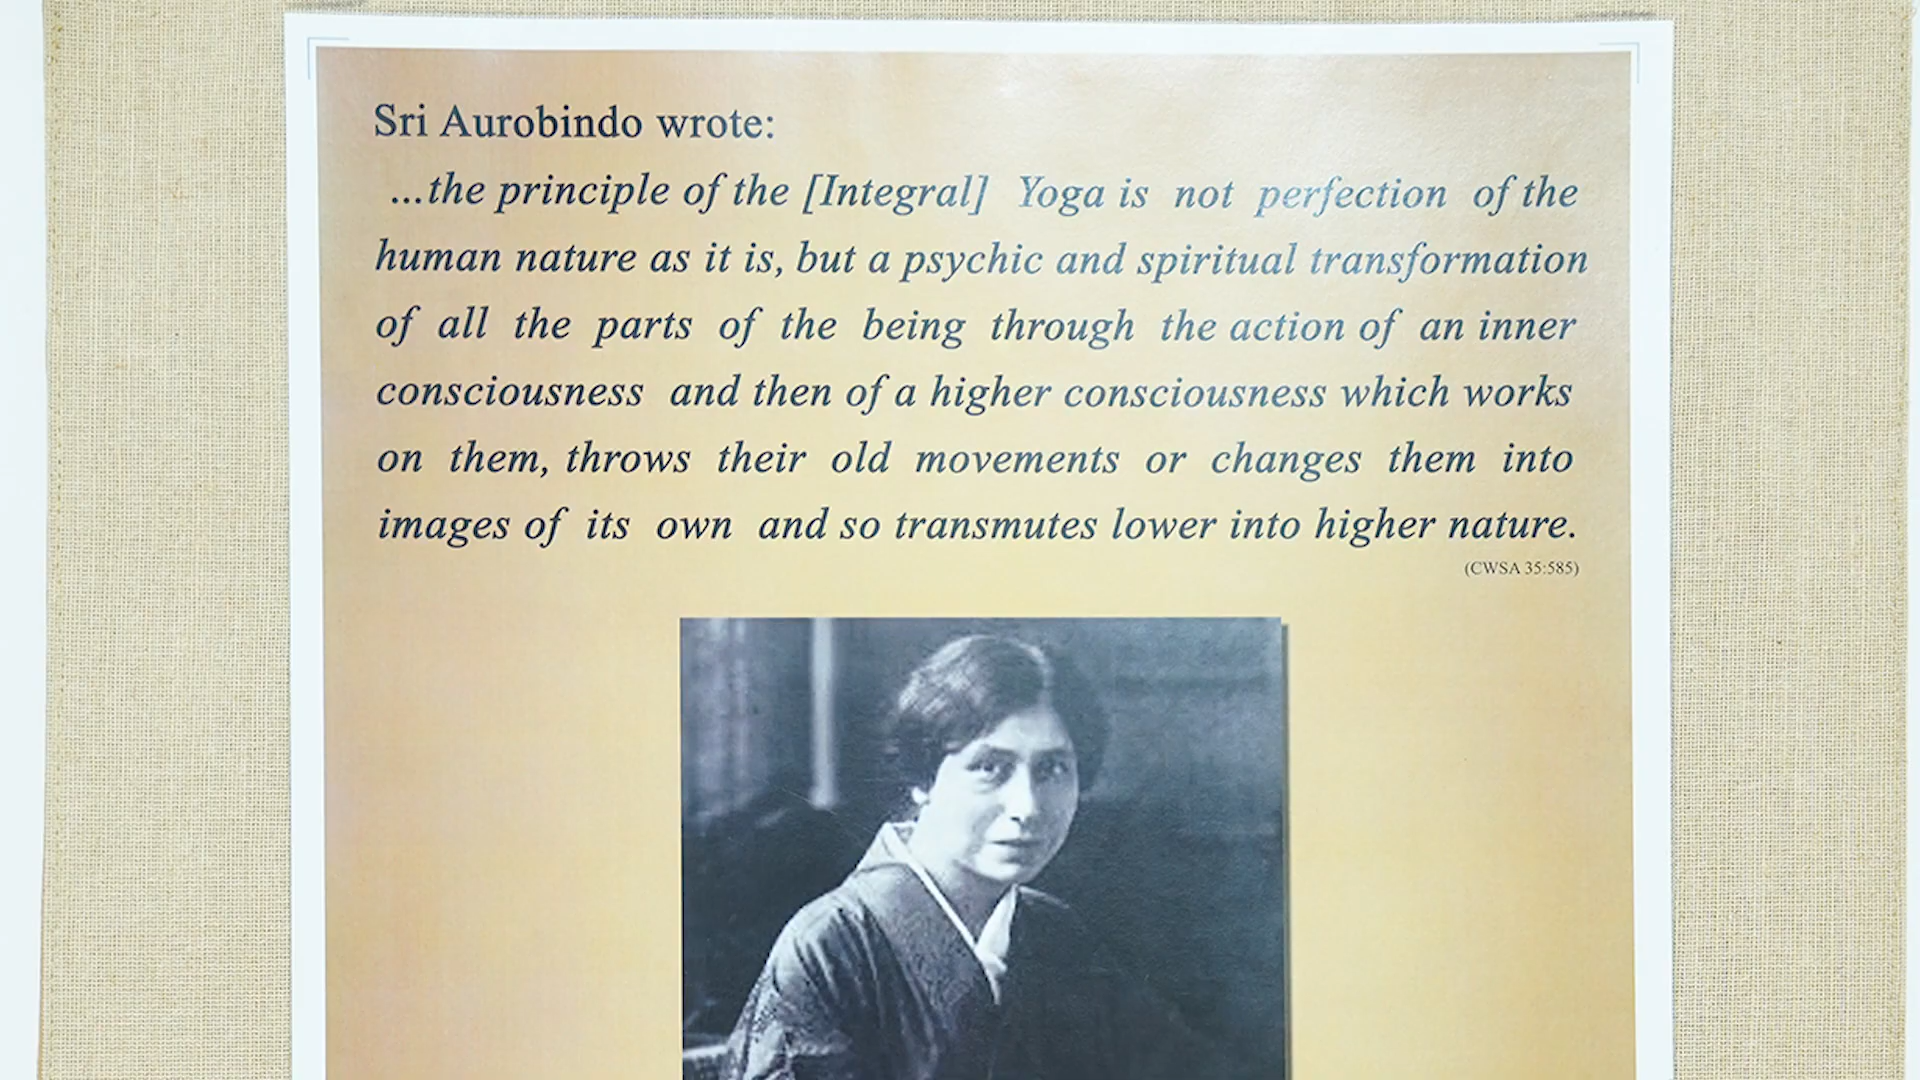 Sri Aurobindo wrote:
...the principle of the [Integral] Yoga is not perfection of the
human nature as it is, but a psychic and spiritual transformation
of all the parts of the being through the action of an inner
consciousness and then of a higher consciousness which works
on them, throws their old movements or changes them into
images of its own and so transmutes lower into higher nature.
(CWSA 35:585)